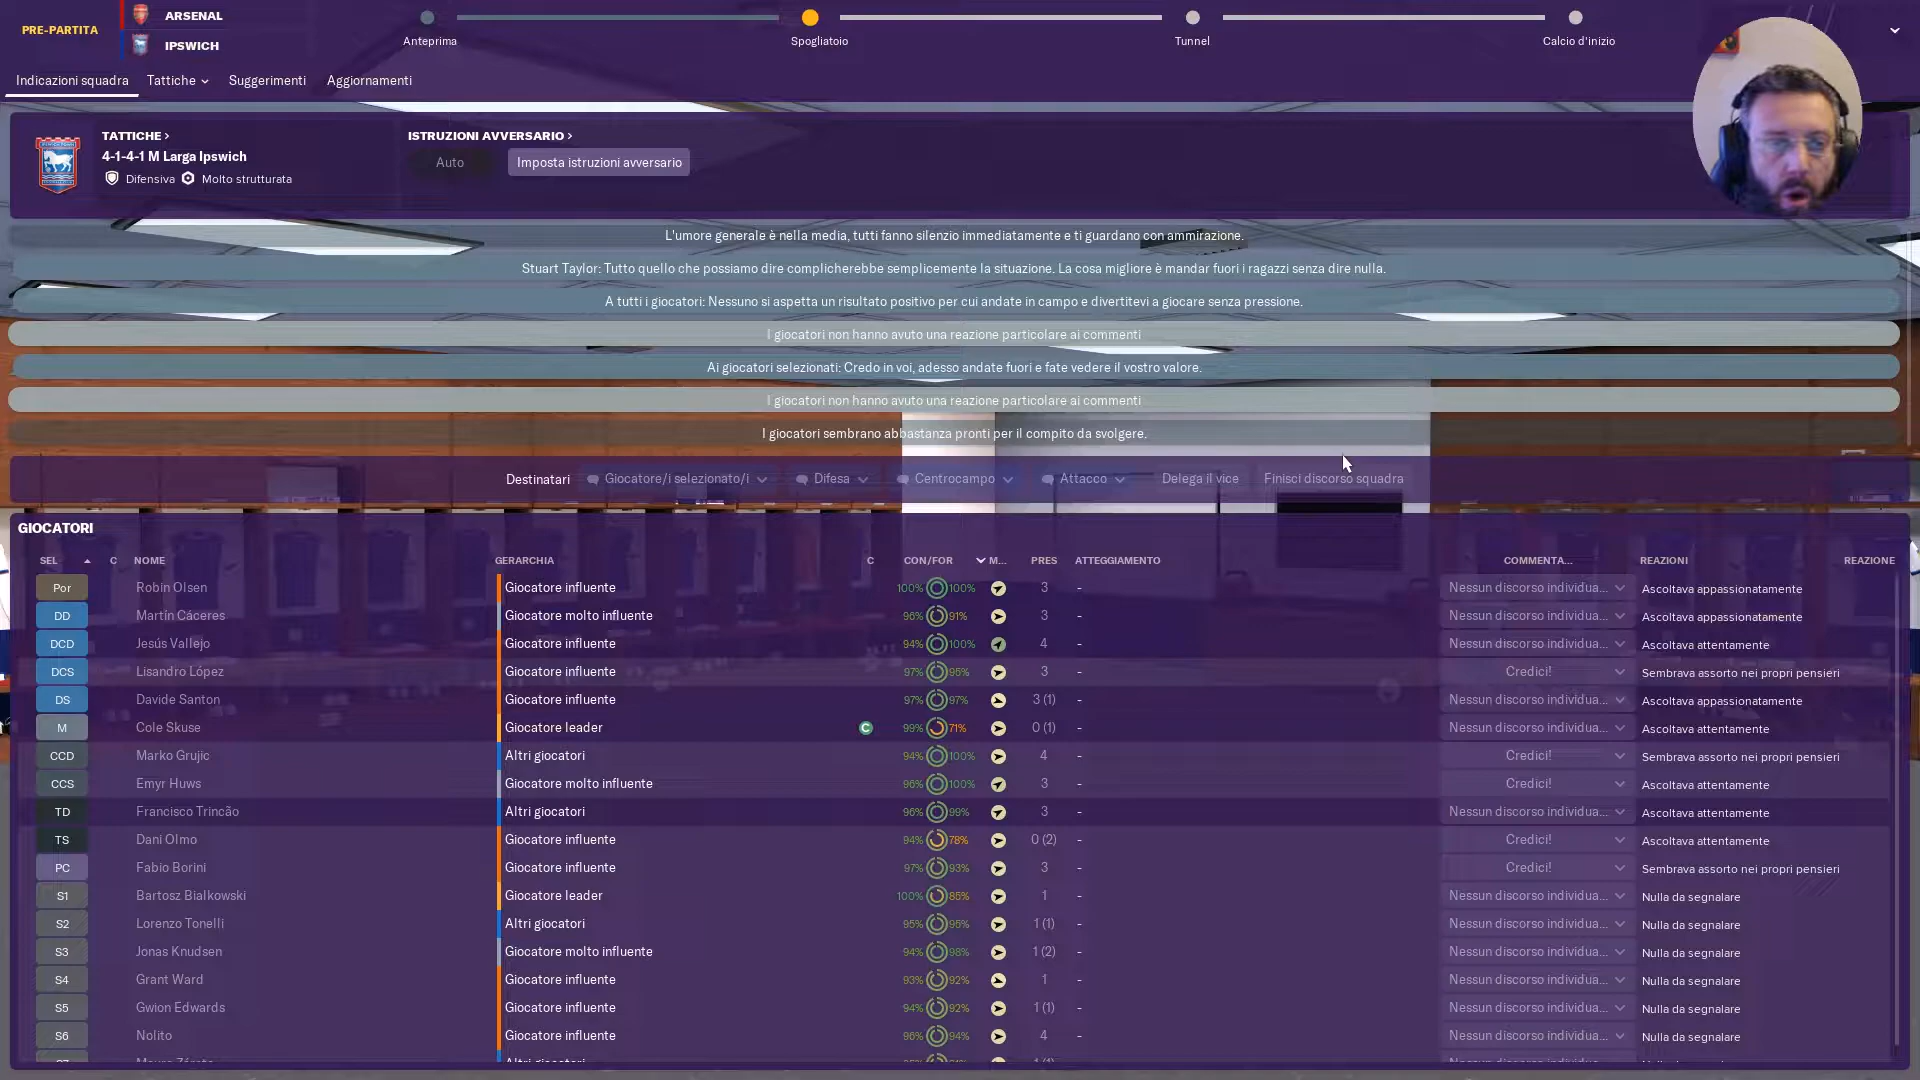 PRE-PARTITA
ARSENAL
IPSWICH
Anteprima
Spogliatoio
Tunnel
Calcio d'inizio
Indicazioni squadra
Tattiche
Suggerimenti
Aggiornamenti
TATTICHE >
4-1-4-1 M Larga Ipswich
Difensiva
Molto strutturata
ISTRUZIONI AVVERSARIO >
Auto
Imposta istruzioni avversario
L'umore generale è nella media, tutti fanno silenzio immediatamente e ti guardano con ammirazione.
Stuart Taylor: Tutto quello che possiamo dire complicherebbe semplicemente la situazione. La cosa migliore è mandar fuori i ragazzi senza dire nulla.
A tutti i giocatori: Nessuno si aspetta un risultato positivo per cui andate in campo e divertitevi a giocare senza pressione.
I giocatori non hanno avuto una reazione particolare ai commenti
Ai giocatori selezionati: Credo in voi, adesso andate fuori e fate vedere il vostro valore.
I giocatori non hanno avuto una reazione particolare ai commenti
I giocatori sembrano abbastanza pronti per il compito da svolgere.
Destinatari Giocatore/i selezionato/i Difesa Centrocampo Attacco Delega il vice Finisci discorso squadra
GIOCATORI
SEL C NOME GERARCHIA C CON/FOR M... PRES ATTEGGIAMENTO COMMENTA... REAZIONI REAZIONE
Por Robin Olsen Giocatore influente 100% 100% 3 - Nessun discorso individua... Ascoltava appassionatamente
DD Martín Cáceres Giocatore molto influente 96% 91% 3 - Nessun discorso individua... Ascoltava appassionatamente
DCD Jesús Vallejo Giocatore influente 94% 100% 4 - Nessun discorso individua... Ascoltava attentamente
DCS Lisandro López Giocatore influente 97% 95% 3 - Credici! Sembrava assorto nei propri pensieri
DS Davide Santon Giocatore influente 97% 97% 3 (1) - Nessun discorso individua... Ascoltava appassionatamente
M Cole Skuse Giocatore leader C 99% 71% 0 (1) - Nessun discorso individua... Ascoltava attentamente
CCD Marko Grujic Altri giocatori 94% 100% 4 - Credici! Sembrava assorto nei propri pensieri
CCS Emyr Huws Giocatore molto influente 96% 100% 3 - Credici! Ascoltava attentamente
TD Francisco Trincão Altri giocatori 96% 99% 3 - Nessun discorso individua... Ascoltava attentamente
TS Dani Olmo Giocatore influente 94% 78% 0 (2) - Credici! Ascoltava attentamente
PC Fabio Borini Giocatore influente 97% 93% 3 - Credici! Sembrava assorto nei propri pensieri
S1 Bartosz Bialkowski Giocatore leader 100% 85% 1 - Nessun discorso individua... Nulla da segnalare
S2 Lorenzo Tonelli Altri giocatori 95% 95% 1 (1) - Nessun discorso individua... Nulla da segnalare
S3 Jonas Knudsen Giocatore molto influente 94% 98% 1 (2) - Nessun discorso individua... Nulla da segnalare
S4 Grant Ward Giocatore influente 93% 92% 1 - Nessun discorso individua... Nulla da segnalare
S5 Gwion Edwards Giocatore influente 94% 92% 1 (1) - Nessun discorso individua... Nulla da segnalare
S6 Nolito Giocatore influente 96% 94% 4 - Nessun discorso individua... Nulla da segnalare